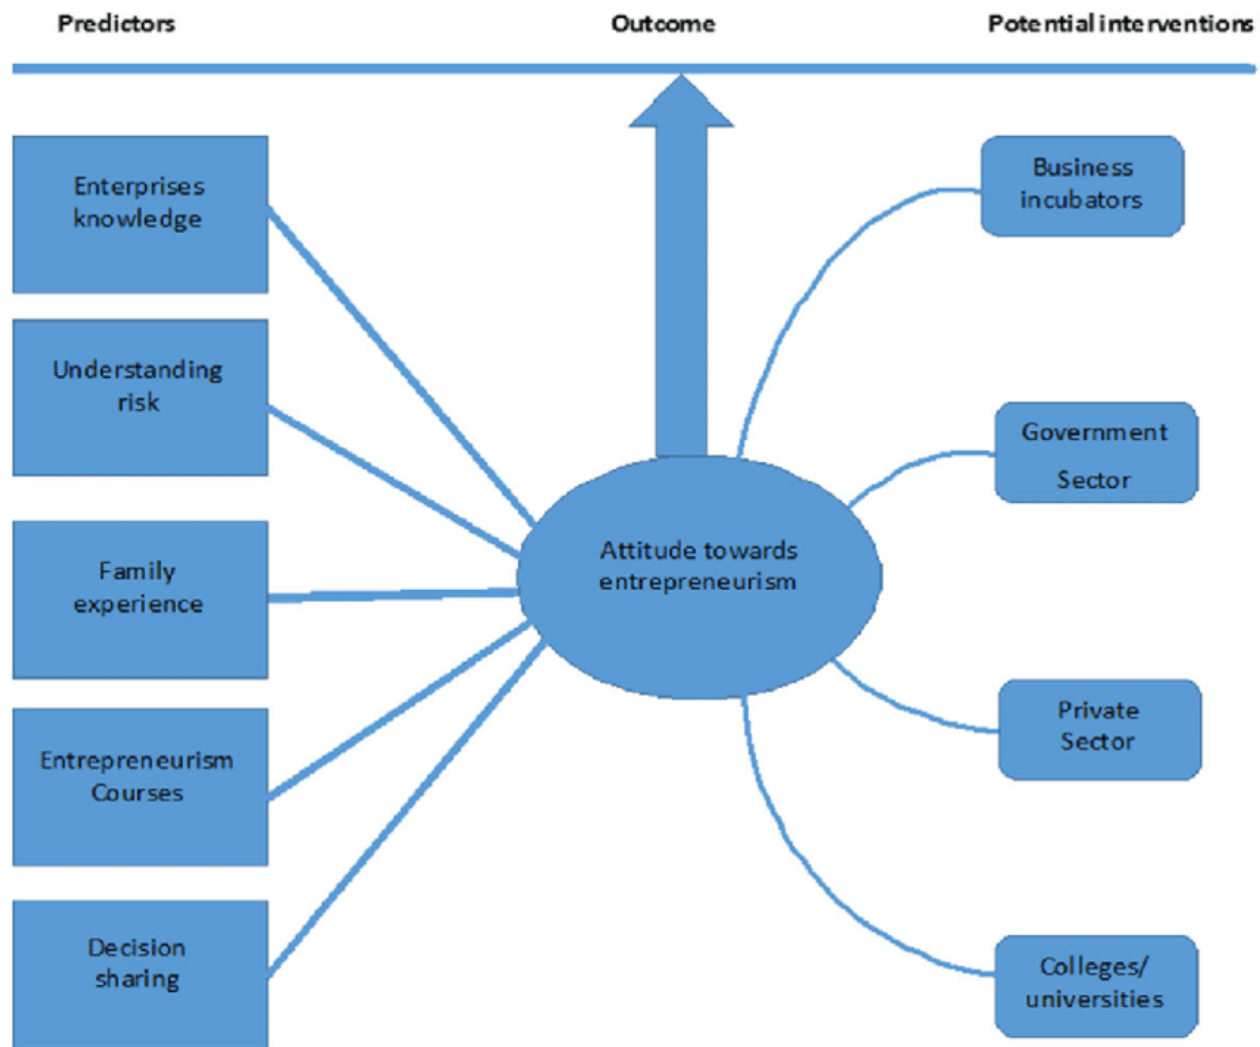 Predictors
Outcome
Potential interventions
Enterprises
knowledge
Understanding
risk
Family
experience
Entrepreneurism
Courses
Decision
sharing
Attitude towards
entrepreneurism
Business
incubators
Government
Sector
Private
Sector
Colleges/
universities